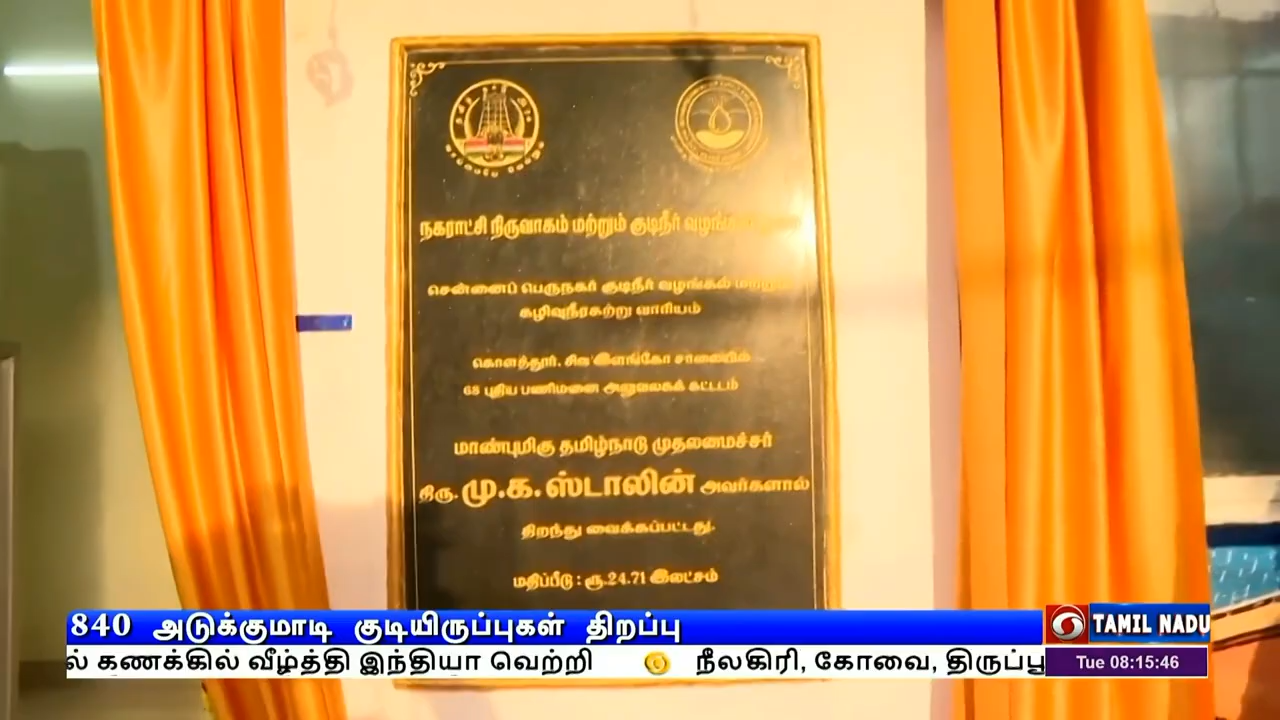 நகராட்சி நிருவாகம் மற்றும் குடிநீர் வழங்கல்
சென்னைப் பெருநகர் குடிநீர் வழங்கல் மற்றும்
கழிவுநீரகற்று வாரியம்
கொளத்தூர், சிவ இளங்கோ சாலையில்
68 புதிய பணிமனை அலுவலகக் கட்டடம்
மாண்புமிகு தமிழ்நாடு முதலமைச்சர்
திரு. மு.க.ஸ்டாலின் அவர்களால்
திறந்து வைக்கப்பட்டது.
மதிப்பீடு : ரூ.24.71 இலட்சம்
840 அடுக்குமாடி குடியிருப்புகள் திறப்பு
TAMIL NADU
ல் கணக்கில் வீழ்த்தி இந்தியா வெற்றி நீலகிரி, கோவை, திருப்பூ
Tue 08:15:46